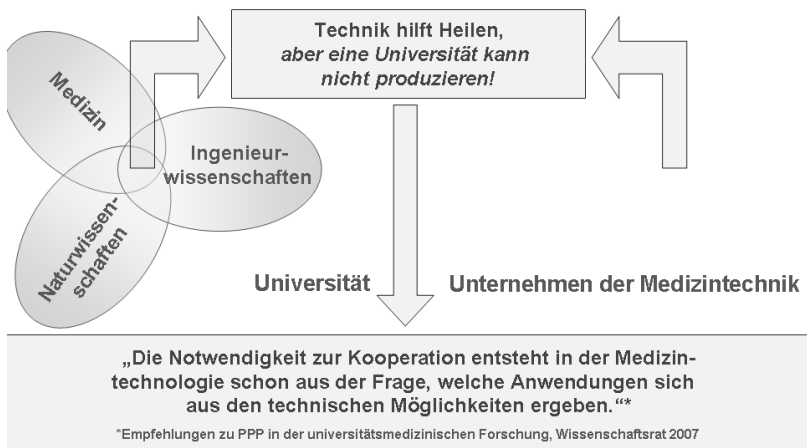 Technik hilft Heilen,
aber eine Universität kann
nicht produzieren!
Medizin
Ingenieur-
wissenschaften
Naturwissen-
schaften
Universität
Unternehmen der Medizintechnik
„Die Notwendigkeit zur Kooperation entsteht in der Medizin-
technologie schon aus der Frage, welche Anwendungen sich
aus den technischen Möglichkeiten ergeben.“*
*Empfehlungen zu PPP in der universitätsmedizinischen Forschung, Wissenschaftsrat 2007